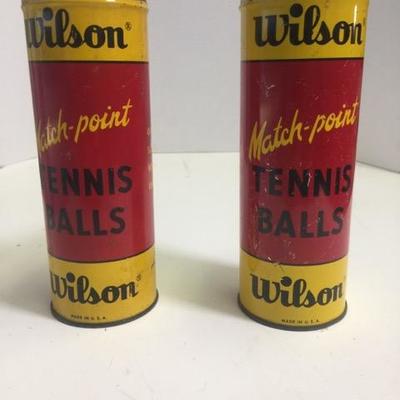 Wilson®
Match-point
TENNIS
BALLS
Wilson®
MADE IN U.S.A.
Wilson®
Match-point
TENNIS
BALLS
Wilson®
MADE IN U.S.A.